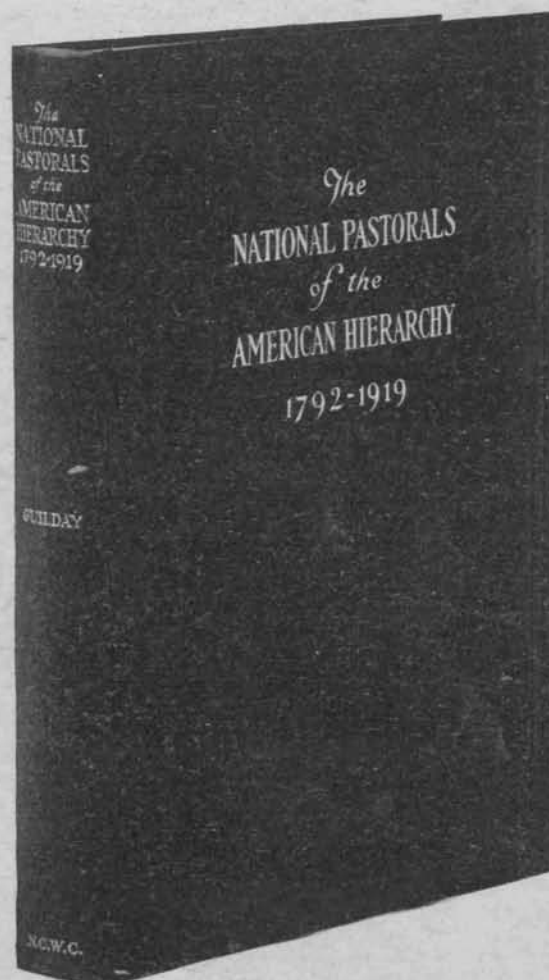 The
NATIONAL
PASTORALS
of the
AMERICAN
HIERARCHY
1792-1919
GUILDAY
N.C.W.C.
The
NATIONAL PASTORALS
of the
AMERICAN HIERARCHY
1792-1919